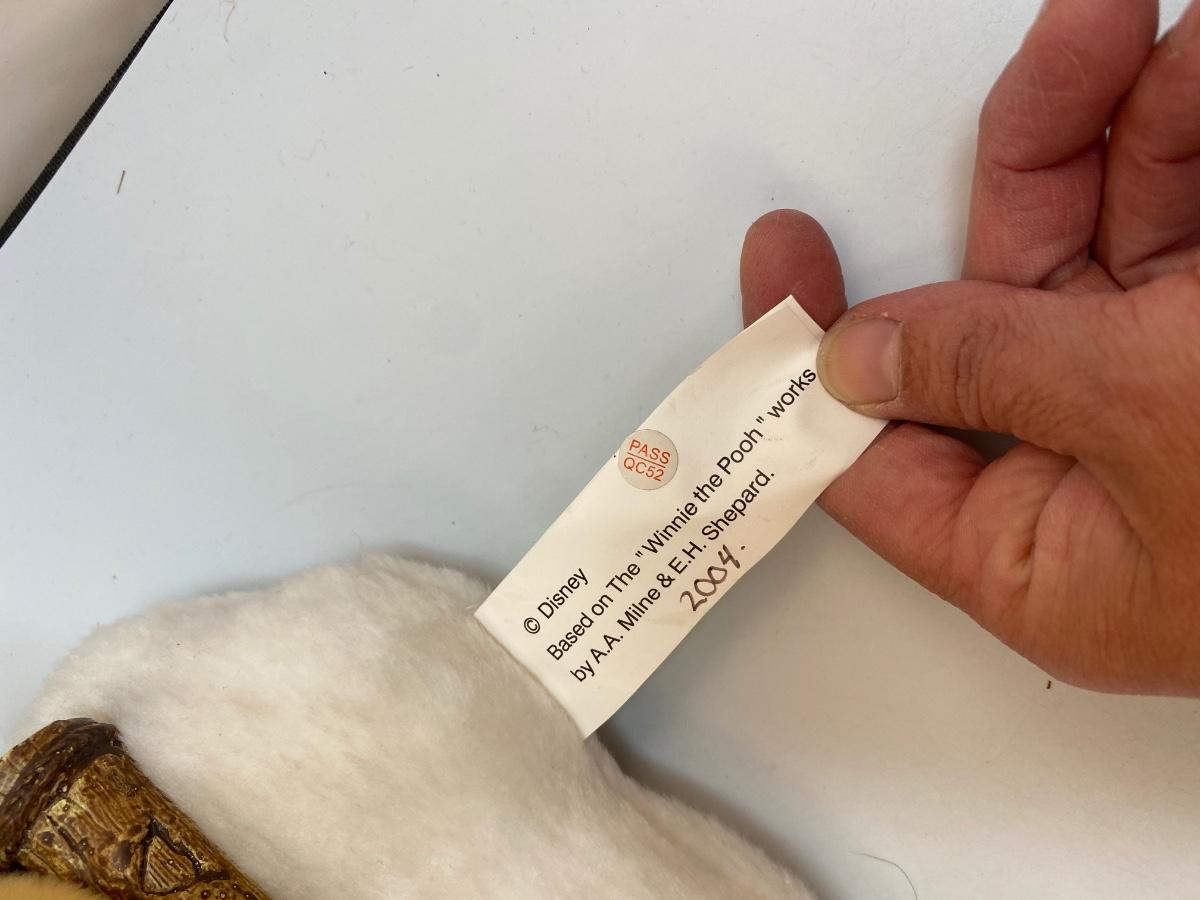 PASS
QC52
© Disney
Based on The "Winnie the Pooh" works
by A.A. Milne & E.H. Shepard.
2004.